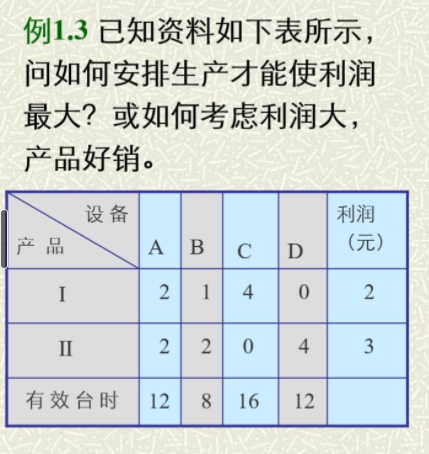 例1.3 已知资料如下表所示，
问如何安排生产才能使利润
最大？或如何考虑利润大，
产品好销。
设备 利润
产品 A B C D （元）
I 2 1 4 0 2
II 2 2 0 4 3
有效台时 12 8 16 12